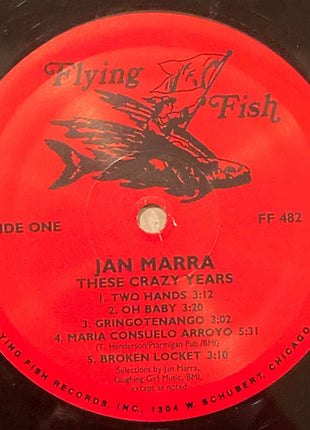 Flying
Fish
IDE ONE
FF 482
JAN MARRA
THESE CRAZY YEARS
1. TWO HANDS 3:12
2. OH BABY 3:20
3. GRINGOTENANGO 3:02
4. MARIA CONSUELO ARROYO 5:31
(T. Henderson/Ptarmigan Pub./BMI)
5. BROKEN LOCKET 3:10
Selections by Jan Marra,
Laughing Girl Music, BMI,
except as noted
YING FISH RECORDS, INC. 1304 W. SCHUBERT, CHICAGO